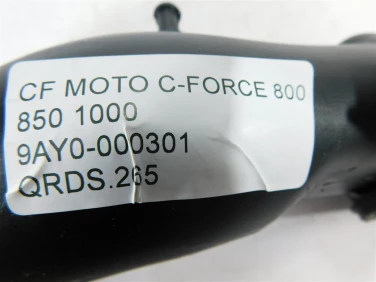 CF MOTO C-FORCE 800
850 1000
9AY0-000301
QRDS.265